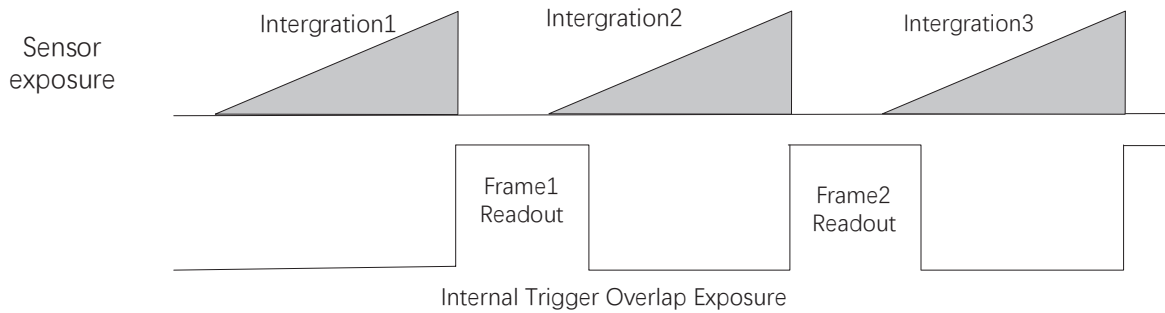 Intergration1
Intergration2
Intergration3
Sensor
exposure
Frame1
Readout
Frame2
Readout
Internal Trigger Overlap Exposure